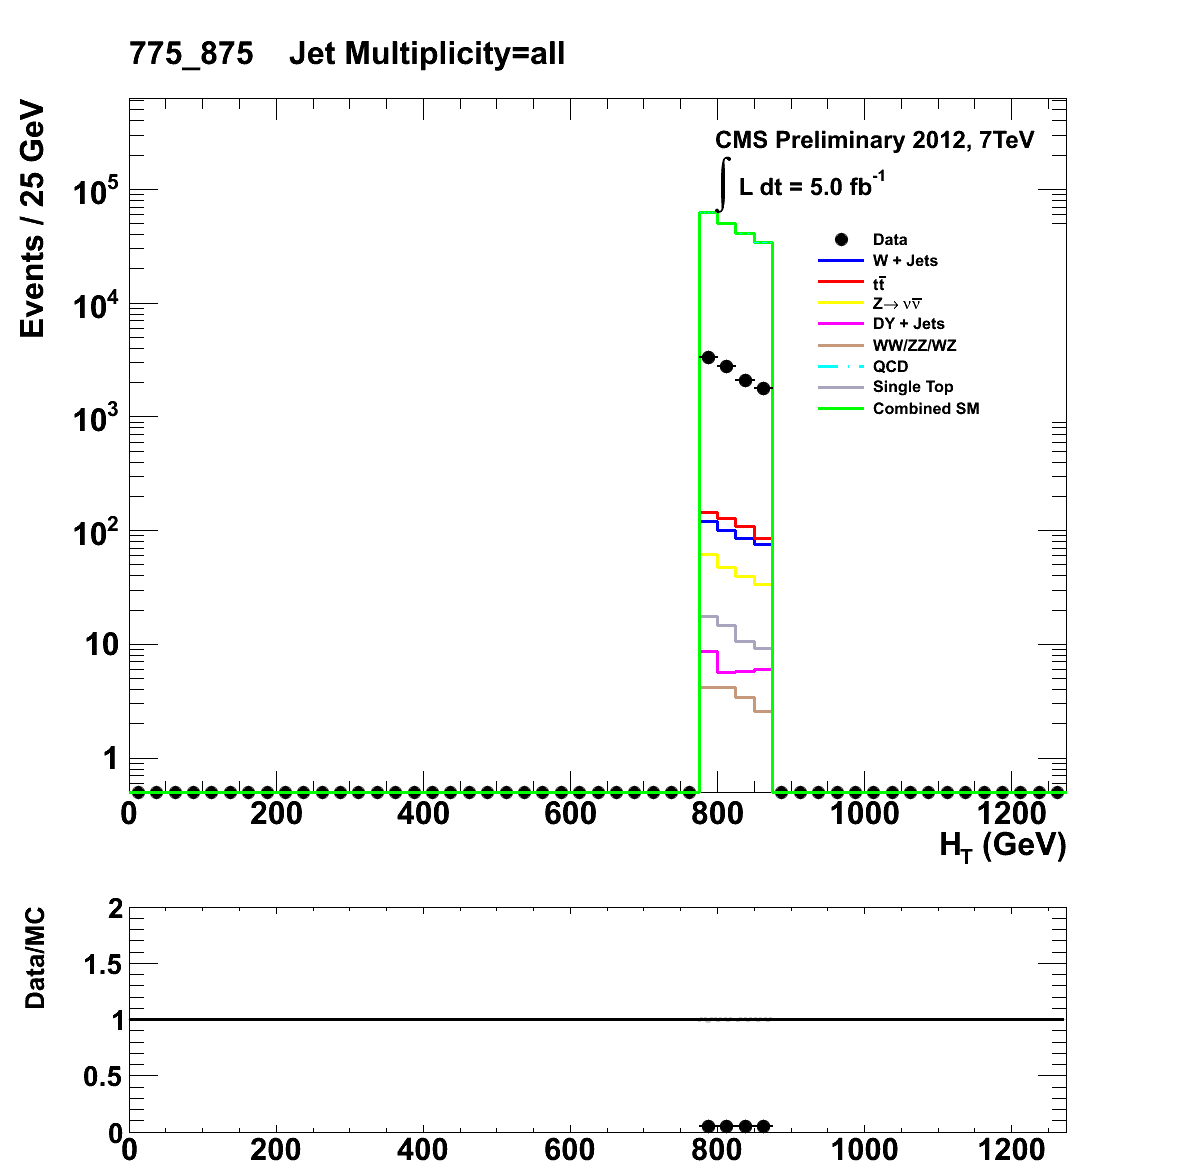 775_875 Jet Multiplicity=all
Events / 25 GeV
CMS Preliminary 2012, 7TeV
∫ L dt = 5.0 fb⁻¹
Data
W + Jets
tt̅
Z→ νν̅
DY + Jets
WW/ZZ/WZ
QCD
Single Top
Combined SM
10⁵
10⁴
10³
10²
10
1
0 200 400 600 800 1000 1200
H_T (GeV)
Data/MC
2
1.5
1
0.5
0
0 200 400 600 800 1000 1200